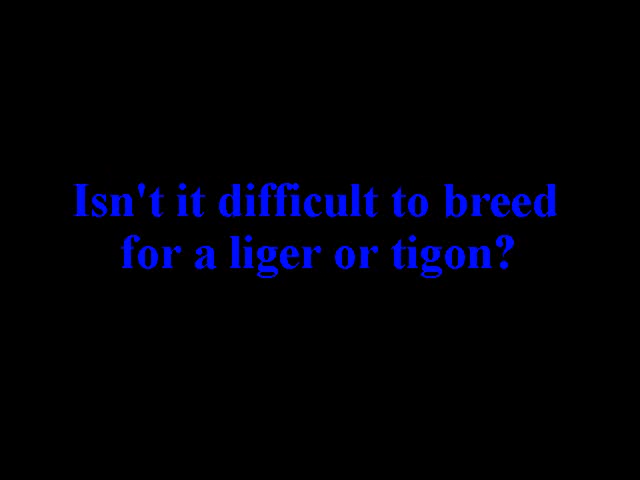 Isn't it difficult to breed
for a liger or tigon?